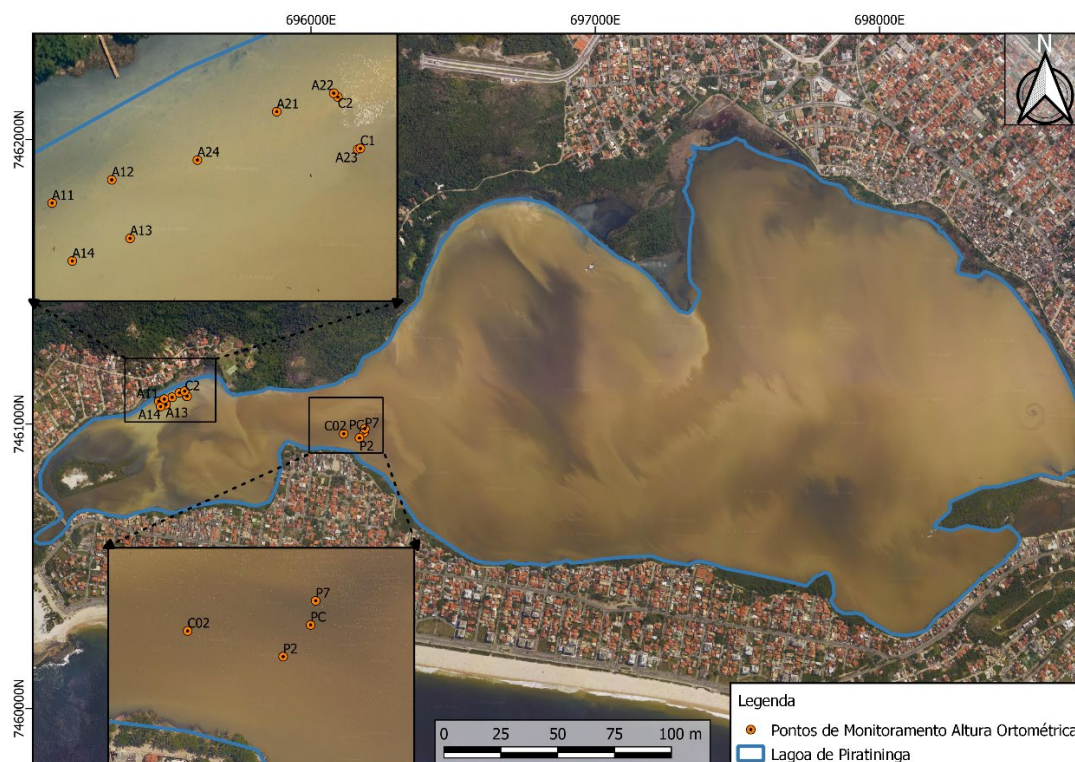 696000E 697000E 698000E
7462000N
7461000N
7460000N
N
A22
C2
A21
C1
A23
A24
A12
A11
A13
A14
A11 C2
A14 A13
C02 PC P7
P2
P7
PC
C02
P2
0 25 50 75 100 m
Legenda
Pontos de Monitoramento Altura Ortométrica
Lagoa de Piratininga